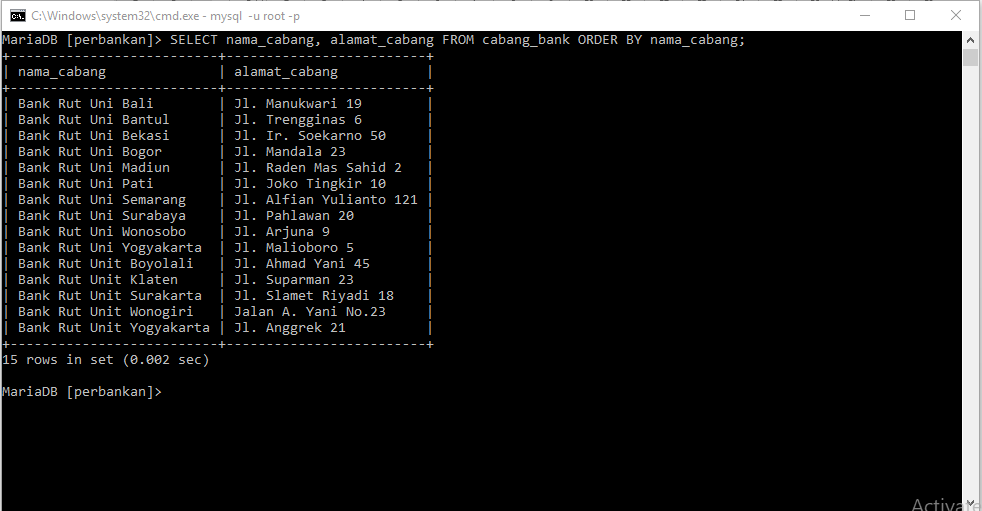 C:\Windows\system32\cmd.exe - mysql -u root -p
MariaDB [perbankan]> SELECT nama_cabang, alamat_cabang FROM cabang_bank ORDER BY nama_cabang;
+--------------------------+-------------------------+
| nama_cabang              | alamat_cabang           |
+--------------------------+-------------------------+
| Bank Rut Uni Bali        | Jl. Manukwari 19        |
| Bank Rut Uni Bantul      | Jl. Trengginas 6        |
| Bank Rut Uni Bekasi      | Jl. Ir. Soekarno 50     |
| Bank Rut Uni Bogor       | Jl. Mandala 23          |
| Bank Rut Uni Madiun      | Jl. Raden Mas Sahid 2   |
| Bank Rut Uni Pati        | Jl. Joko Tingkir 10     |
| Bank Rut Uni Semarang    | Jl. Alfian Yulianto 121 |
| Bank Rut Uni Surabaya    | Jl. Pahlawan 20         |
| Bank Rut Uni Wonosobo    | Jl. Arjuna 9            |
| Bank Rut Uni Yogyakarta  | Jl. Malioboro 5         |
| Bank Rut Unit Boyolali   | Jl. Ahmad Yani 45       |
| Bank Rut Unit Klaten     | Jl. Suparman 23         |
| Bank Rut Unit Surakarta  | Jl. Slamet Riyadi 18    |
| Bank Rut Unit Wonogiri   | Jalan A. Yani No.23     |
| Bank Rut Unit Yogyakarta | Jl. Anggrek 21          |
+--------------------------+-------------------------+
15 rows in set (0.002 sec)
MariaDB [perbankan]>
Activate